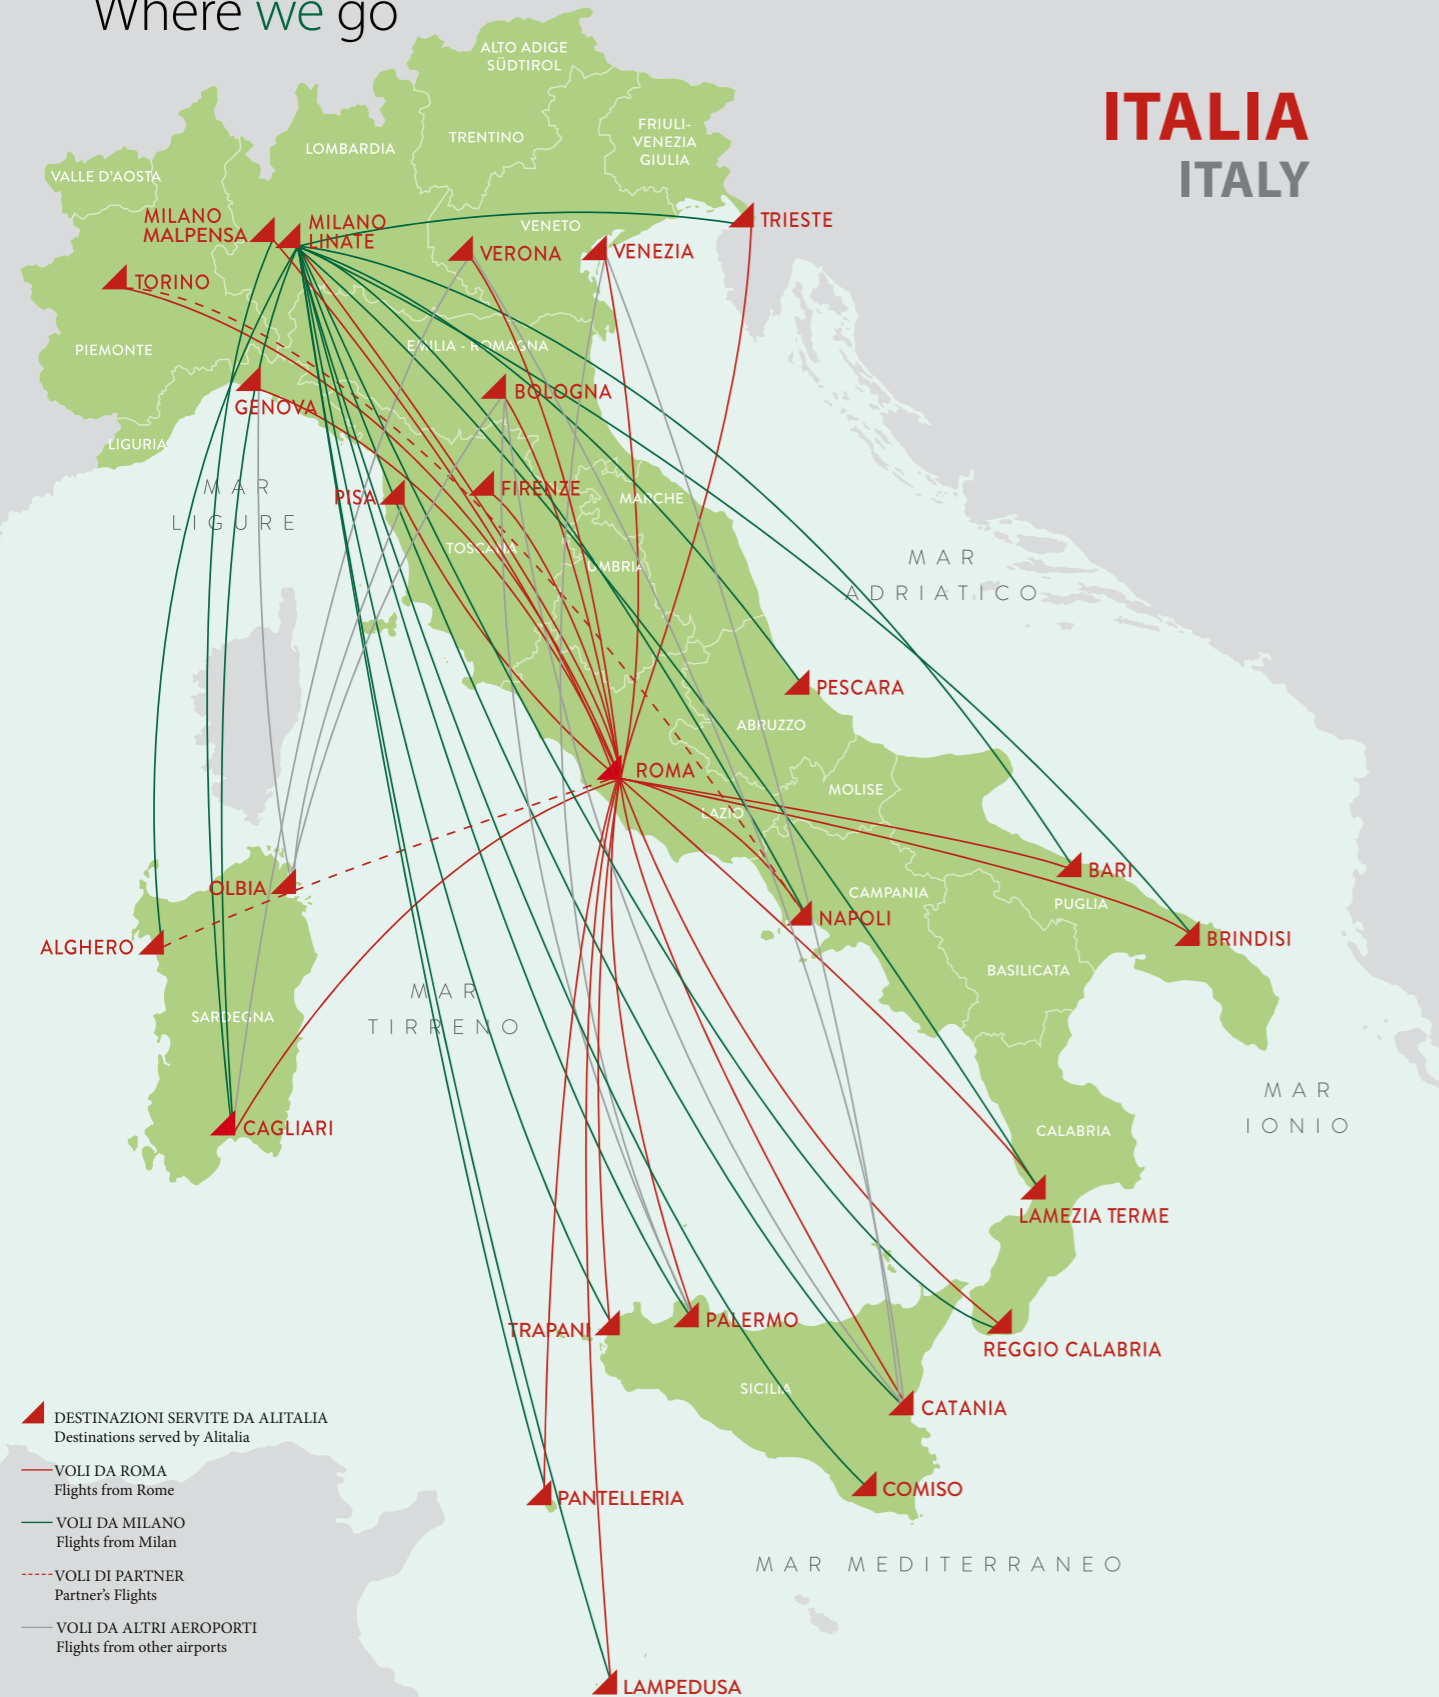 Where we go
ITALIA
ITALY
ALTO ADIGE
SÜDTIROL
TRENTINO
FRIULI-
VENEZIA
GIULIA
LOMBARDIA
VALLE D'AOSTA
MILANO
MALPENSA
MILANO
LINATE
VENETO
TRIESTE
VERONA
VENEZIA
TORINO
PIEMONTE
EMILIA - ROMAGNA
BOLOGNA
GENOVA
LIGURIA
MAR
LIGURE
PISA
FIRENZE
MARCHE
TOSCANA
UMBRIA
MAR
ADRIATICO
PESCARA
ABRUZZO
ROMA
MOLISE
LAZIO
BARI
OLBIA
CAMPANIA
PUGLIA
NAPOLI
BRINDISI
ALGHERO
BASILICATA
MAR
TIRRENO
SARDEGNA
MAR
IONIO
CAGLIARI
CALABRIA
LAMEZIA TERME
TRAPANI
PALERMO
REGGIO CALABRIA
SICILIA
CATANIA
COMISO
PANTELLERIA
MAR MEDITERRANEO
LAMPEDUSA
DESTINAZIONI SERVITE DA ALITALIA
Destinations served by Alitalia
VOLI DA ROMA
Flights from Rome
VOLI DA MILANO
Flights from Milan
VOLI DI PARTNER
Partner's Flights
VOLI DA ALTRI AEROPORTI
Flights from other airports